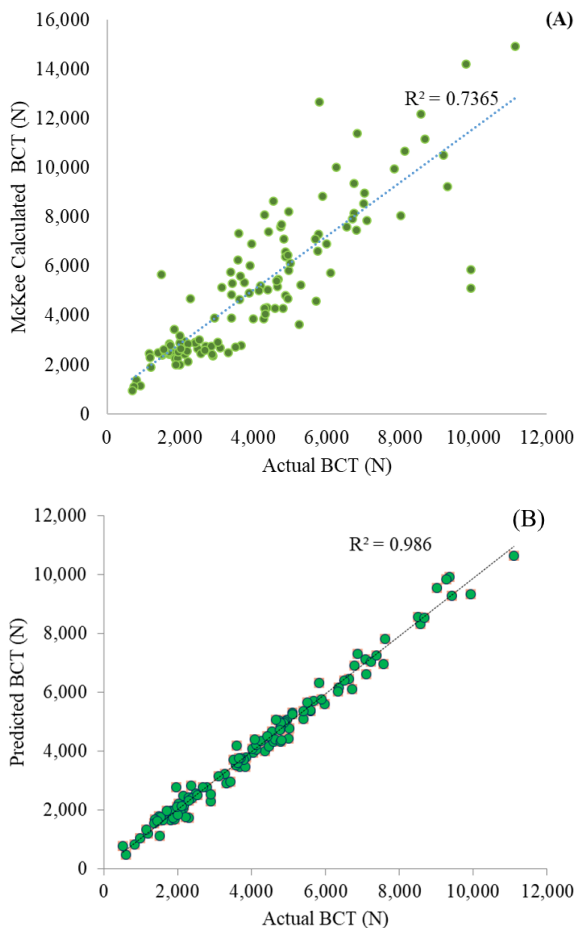 (A)
16,000
14,000
12,000
10,000
8,000
6,000
4,000
2,000
0
McKee Calculated BCT (N)
R² = 0.7365
2,000 4,000 6,000 8,000 10,000 12,000
Actual BCT (N)
(B)
12,000
10,000
8,000
6,000
4,000
2,000
0
Predicted BCT (N)
R² = 0.986
0 2,000 4,000 6,000 8,000 10,000 12,000
Actual BCT (N)